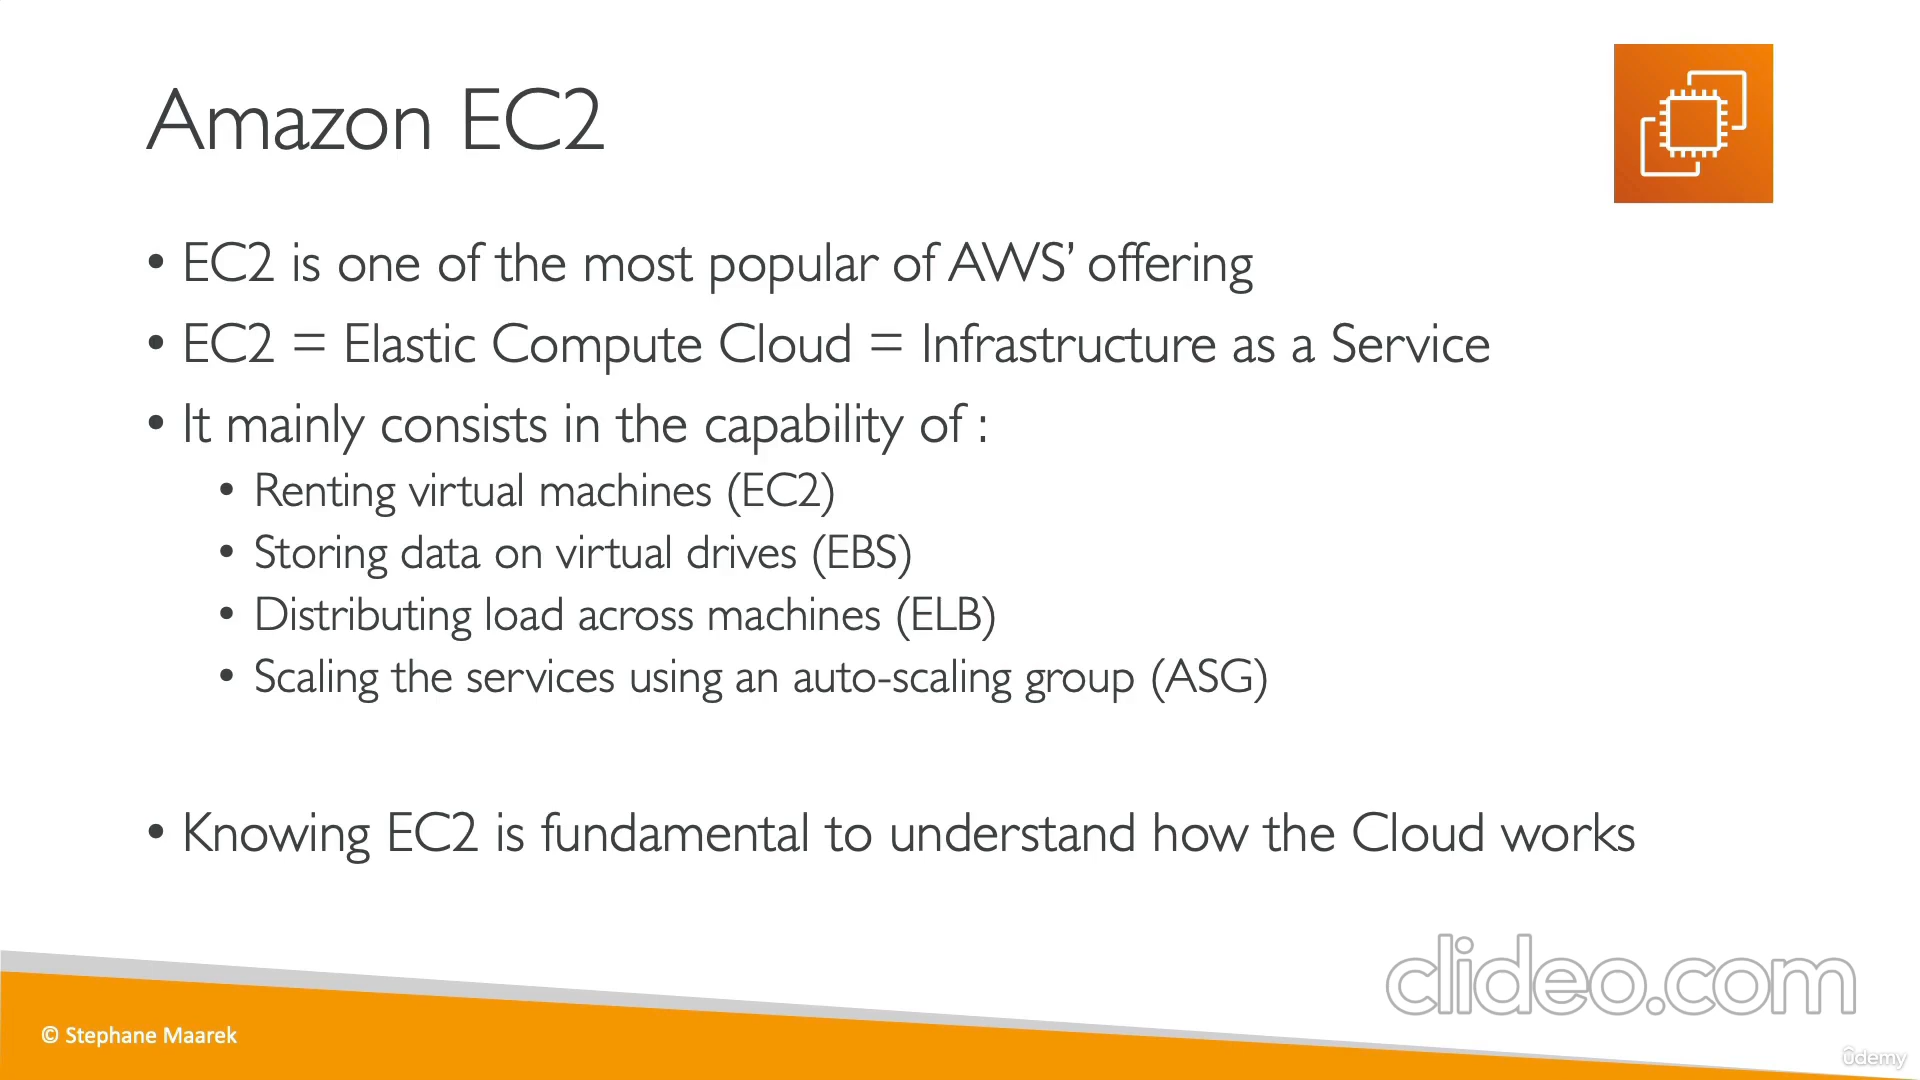 Amazon EC2
• EC2 is one of the most popular of AWS’ offering
• EC2 = Elastic Compute Cloud = Infrastructure as a Service
• It mainly consists in the capability of :
• Renting virtual machines (EC2)
• Storing data on virtual drives (EBS)
• Distributing load across machines (ELB)
• Scaling the services using an auto-scaling group (ASG)
• Knowing EC2 is fundamental to understand how the Cloud works
clideo.com
© Stephane Maarek
ûdemy